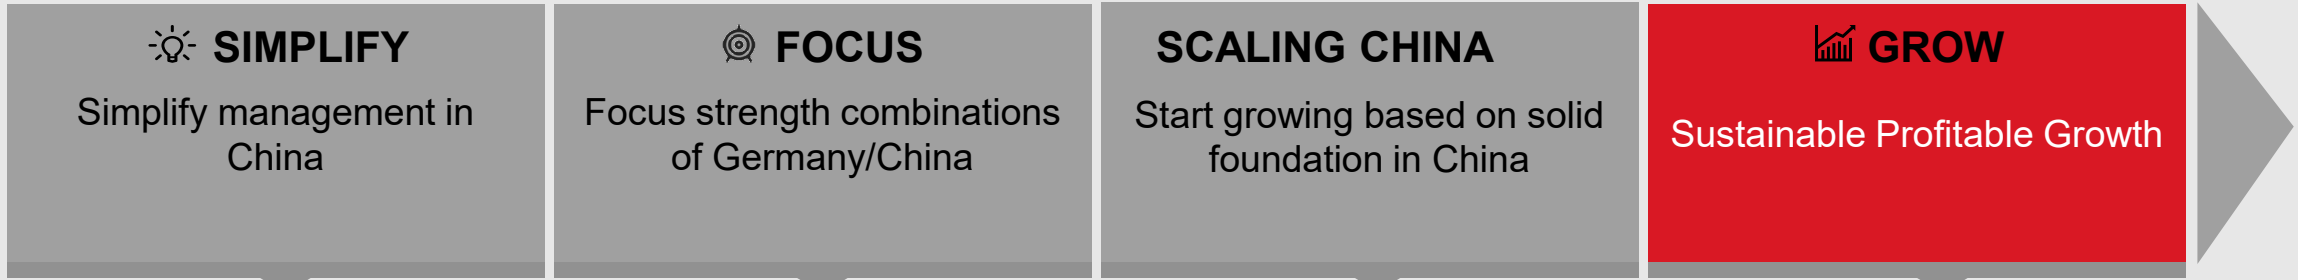 SIMPLIFY
Simplify management in
China
FOCUS
Focus strength combinations
of Germany/China
SCALING CHINA
Start growing based on solid
foundation in China
GROW
Sustainable Profitable Growth